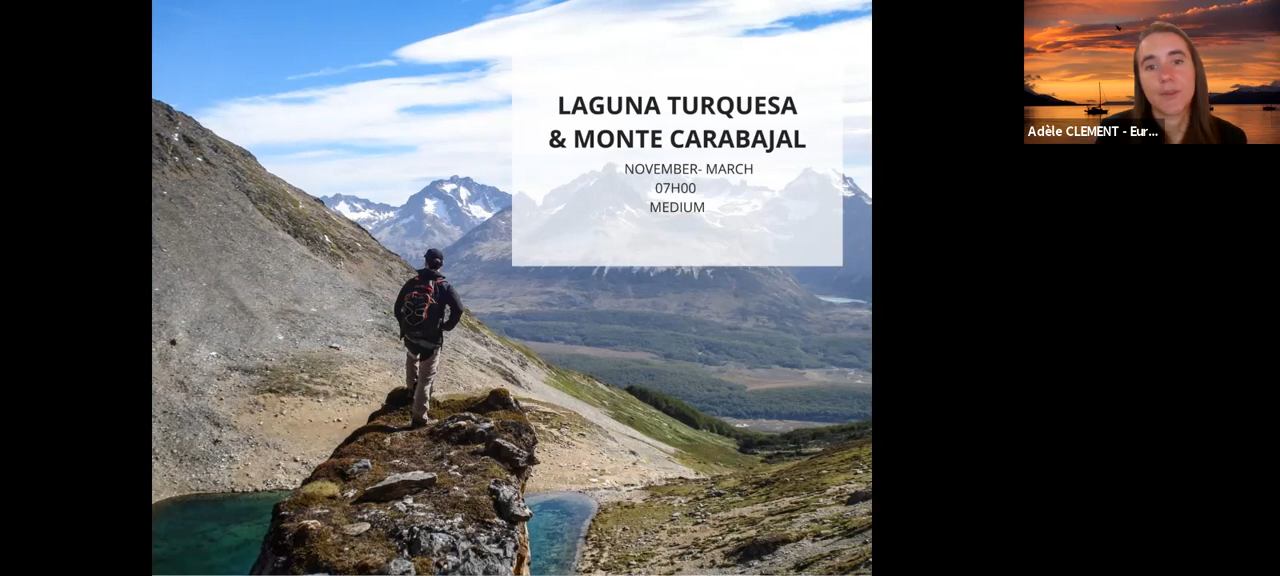 LAGUNA TURQUESA
& MONTE CARABAJAL
NOVEMBER- MARCH
07H00
MEDIUM
Adèle CLEMENT - Eur...